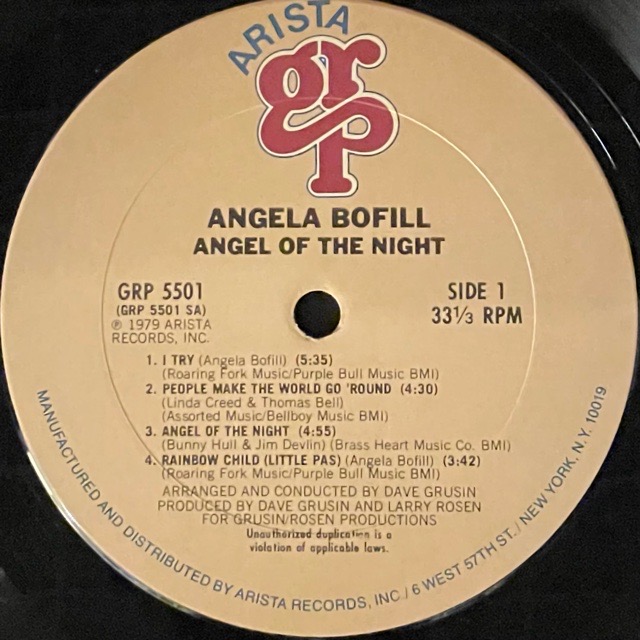 ARISTA
grp
ANGELA BOFILL
ANGEL OF THE NIGHT
GRP 5501
(GRP 5501 SA)
℗ 1979 ARISTA
RECORDS, INC.
SIDE 1
33⅓ RPM
1. I TRY (Angela Bofill) (5:35)
(Roaring Fork Music/Purple Bull Music BMI)
2. PEOPLE MAKE THE WORLD GO 'ROUND (4:30)
(Linda Creed & Thomas Bell)
(Assorted Music/Bellboy Music BMI)
3. ANGEL OF THE NIGHT (4:55)
(Bunny Hull & Jim Devlin) (Brass Heart Music Co. BMI)
4. RAINBOW CHILD (LITTLE PAS) (Angela Bofill) (3:42)
(Roaring Fork Music/Purple Bull Music BMI)
ARRANGED AND CONDUCTED BY DAVE GRUSIN
PRODUCED BY DAVE GRUSIN AND LARRY ROSEN
FOR GRUSIN/ROSEN PRODUCTIONS
Unauthorized duplication is a
violation of applicable laws.
MANUFACTURED AND DISTRIBUTED BY ARISTA RECORDS, INC. / 6 WEST 57TH ST. / NEW YORK. N.Y. 10019